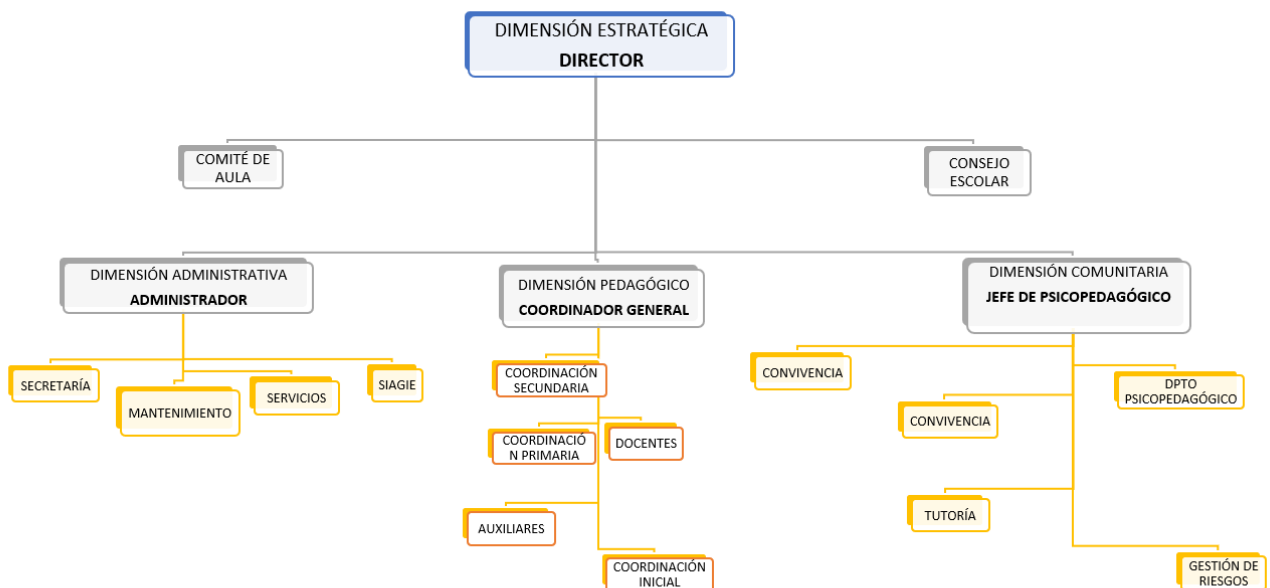 DIMENSIÓN ESTRATÉGICA
DIRECTOR
COMITÉ DE
AULA
CONSEJO
ESCOLAR
DIMENSIÓN ADMINISTRATIVA
ADMINISTRADOR
DIMENSIÓN PEDAGÓGICO
COORDINADOR GENERAL
DIMENSIÓN COMUNITARIA
JEFE DE PSICOPEDAGÓGICO
SECRETARÍA
MANTENIMIENTO
SERVICIOS
SIAGIE
COORDINACIÓN
SECUNDARIA
COORDINACIÓ
N PRIMARIA
DOCENTES
AUXILIARES
COORDINACIÓN
INICIAL
CONVIVENCIA
DPTO
PSICOPEDAGÓGICO
CONVIVENCIA
TUTORÍA
GESTIÓN DE
RIESGOS